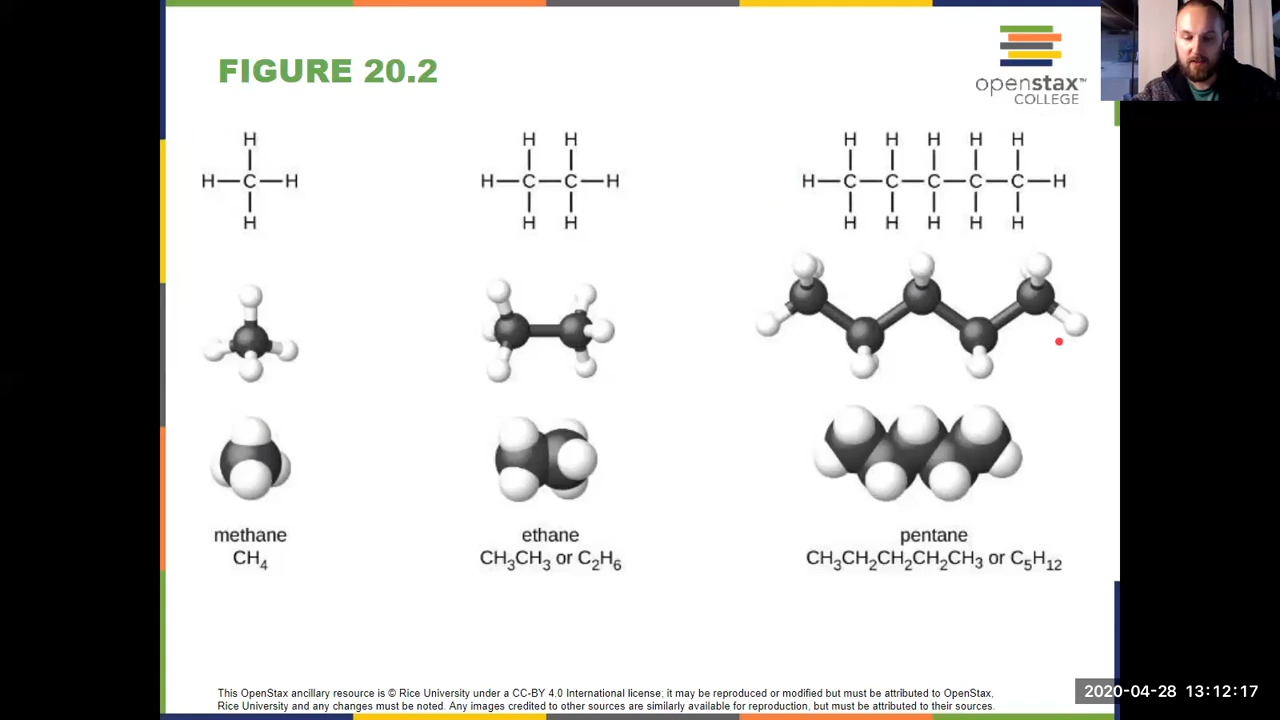 FIGURE 20.2
openstax™
COLLEGE
H
H—C—H
H
H H
H—C—C—H
H H
H H H H H
H—C—C—C—C—C—H
H H H H H
methane
CH₄
ethane
CH₃CH₃ or C₂H₆
pentane
CH₃CH₂CH₂CH₂CH₃ or C₅H₁₂
This OpenStax ancillary resource is © Rice University under a CC-BY 4.0 International license; it may be reproduced or modified but must be attributed to OpenStax,
Rice University and any changes must be noted. Any images credited to other sources are similarly available for reproduction, but must be attributed to their sources.
2020-04-28 13:12:17